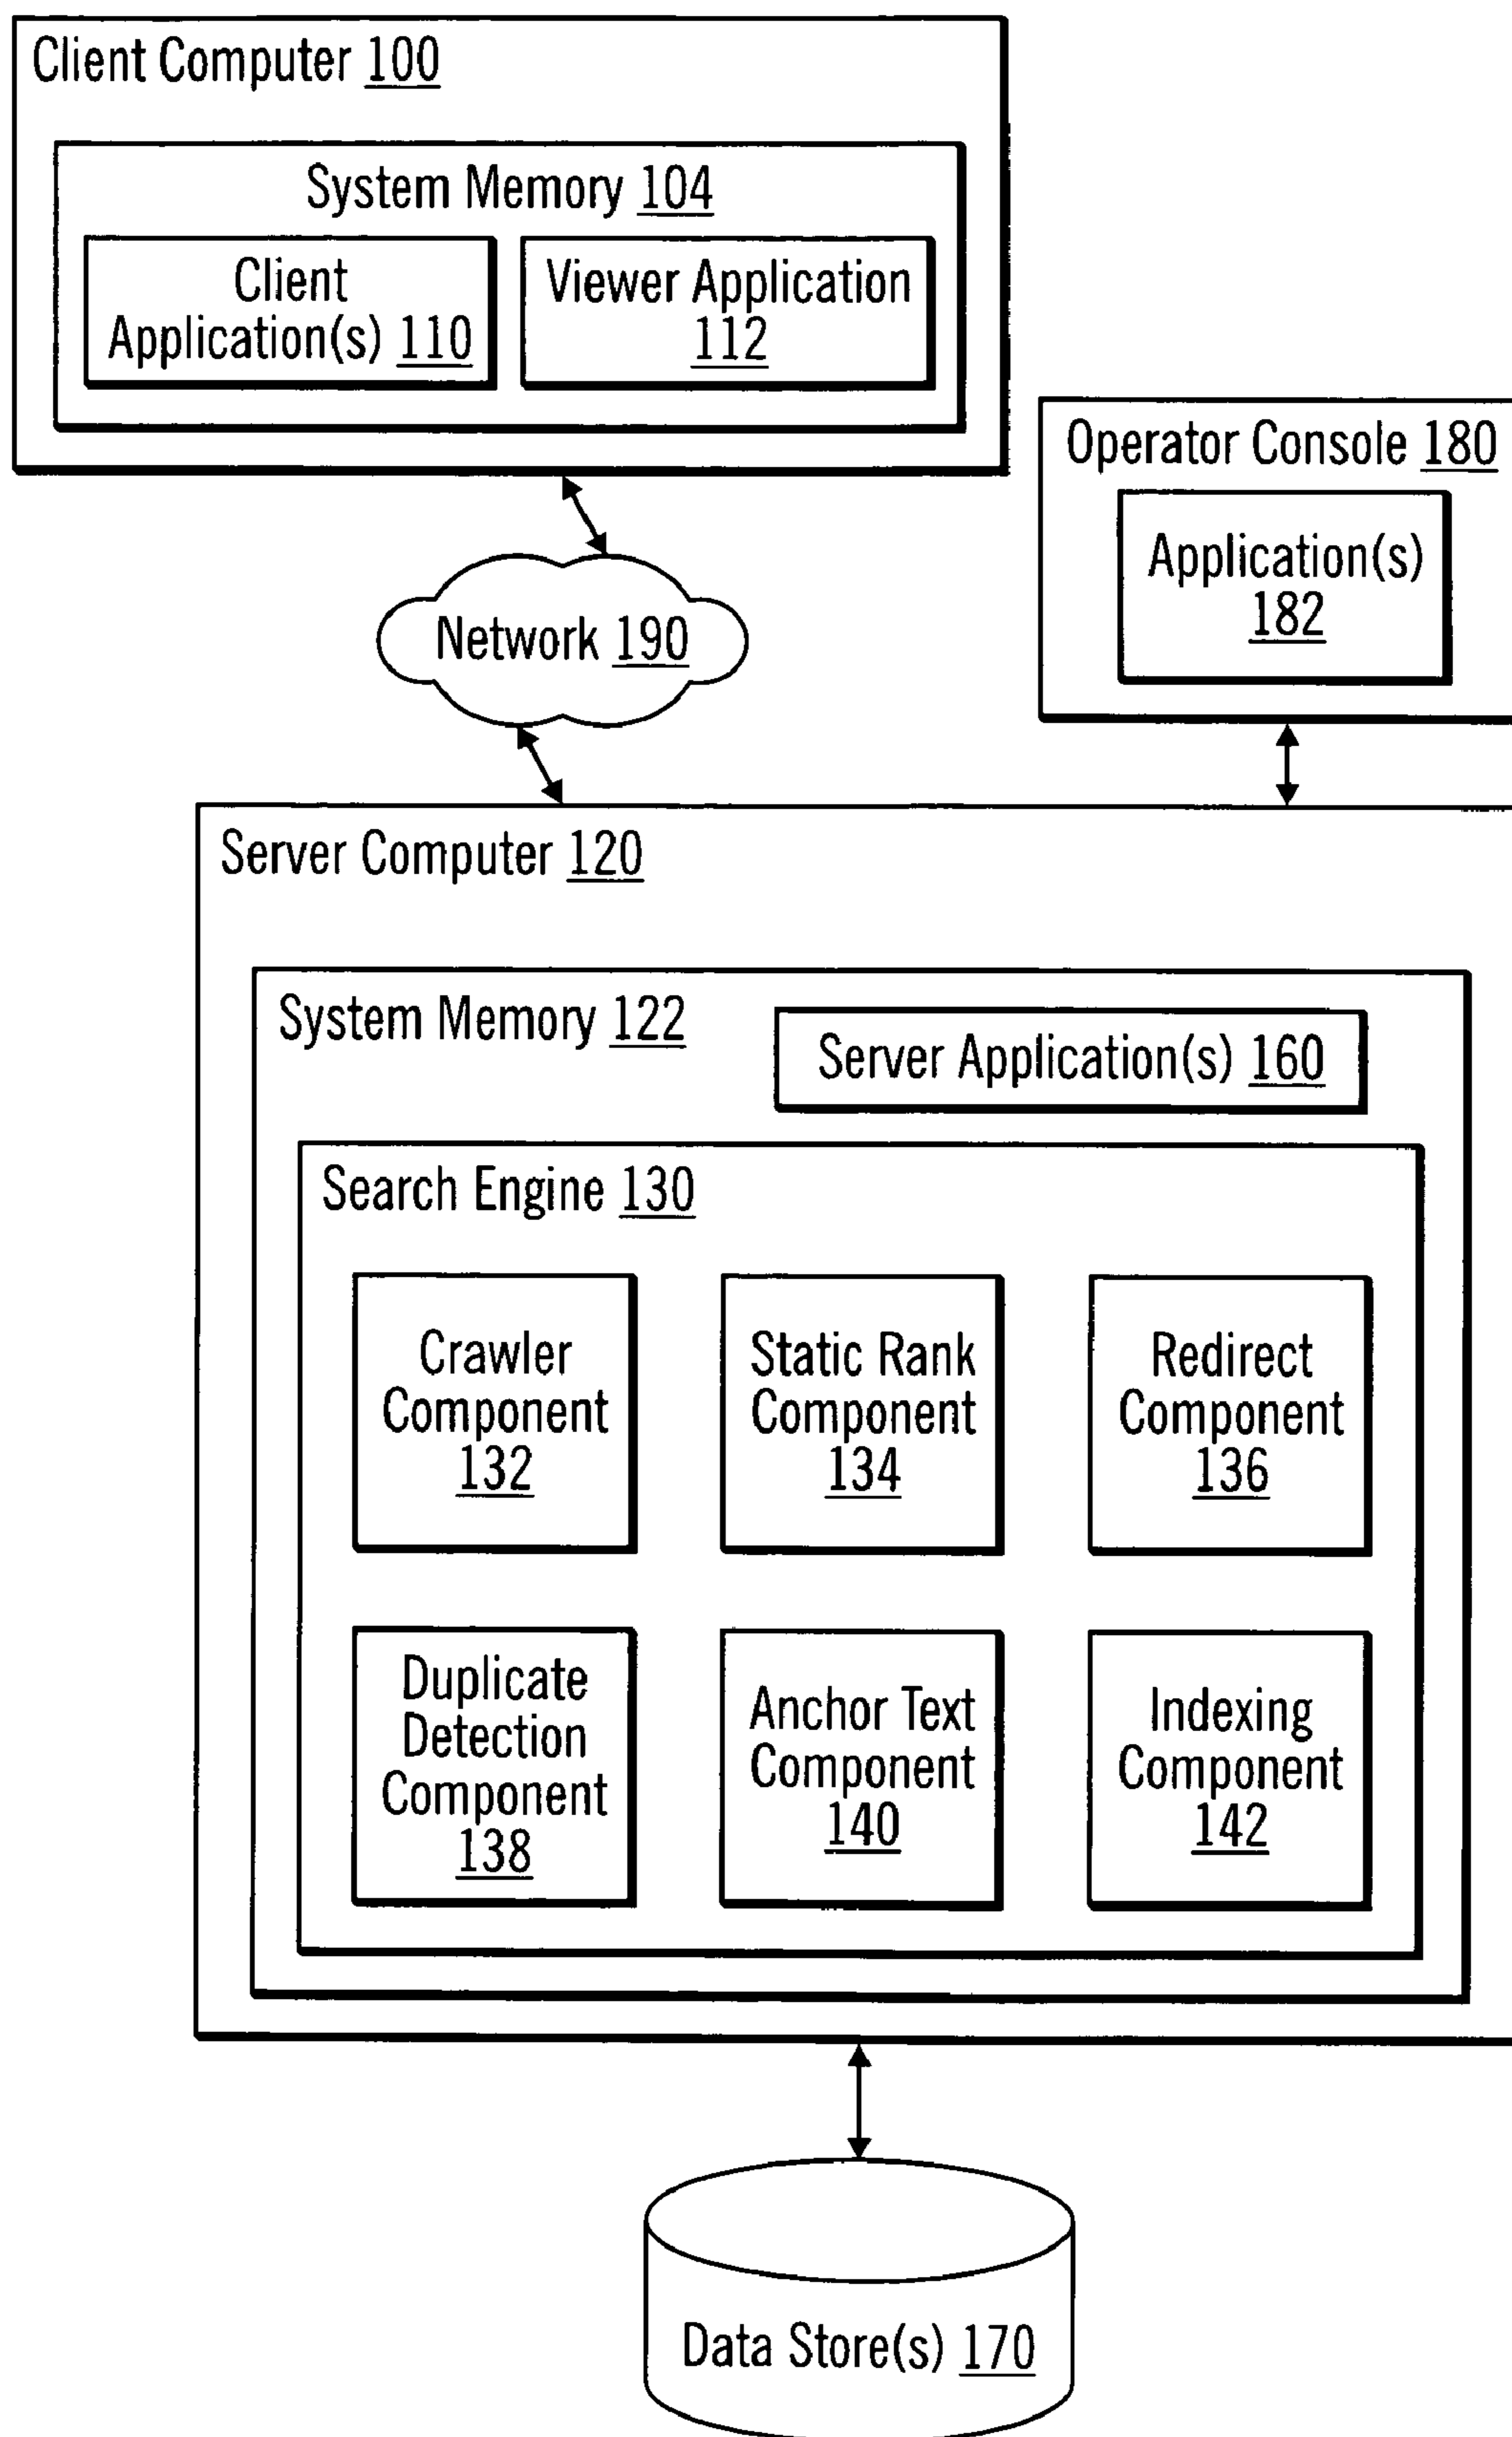 Client Computer 100
System Memory 104
Client
Application(s) 110
Viewer Application
112
Operator Console 180
Application(s)
182
Network 190
Server Computer 120
System Memory 122
Server Application(s) 160
Search Engine 130
Crawler
Component
132
Static Rank
Component
134
Redirect
Component
136
Duplicate
Detection
Component
138
Anchor Text
Component
140
Indexing
Component
142
Data Store(s) 170